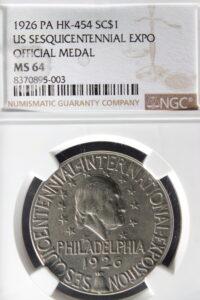 1926 PA HK-454 SC$1
US SESQUICENTENNIAL EXPO
OFFICIAL MEDAL
MS 64
8370895-003
NUMISMATIC GUARANTY COMPANY
NGC
SESQUICENTENNIAL INTERNATIONAL EXPOSITION
PHILADELPHIA
1926